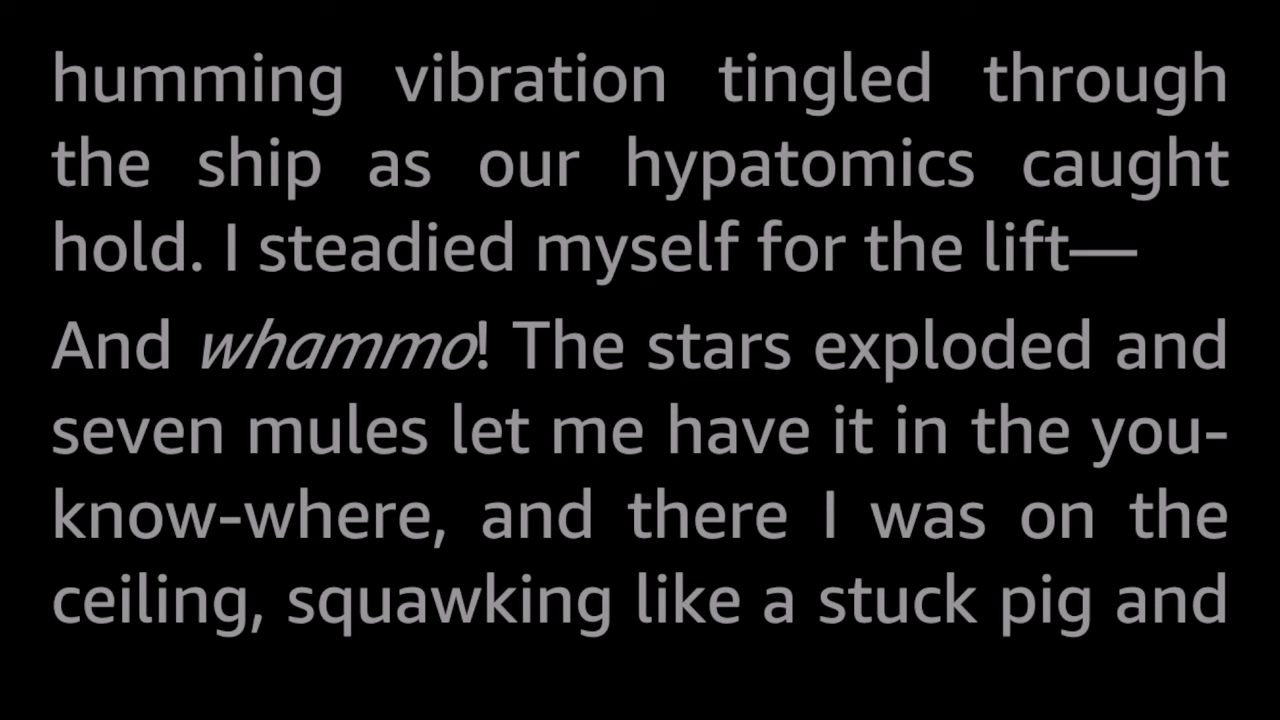 humming vibration tingled through
the ship as our hypatomics caught
hold. I steadied myself for the lift—
And whammo! The stars exploded and
seven mules let me have it in the you-
know-where, and there I was on the
ceiling, squawking like a stuck pig and